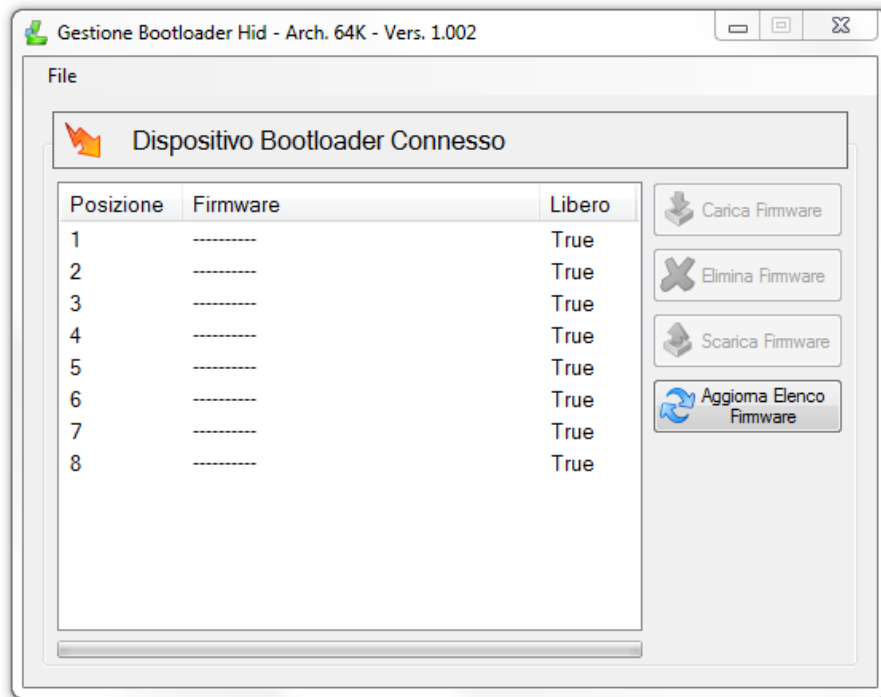 Gestione Bootloader Hid - Arch. 64K - Vers. 1.002
File
Dispositivo Bootloader Connesso
Posizione Firmware Libero
1 ---------- True
2 ---------- True
3 ---------- True
4 ---------- True
5 ---------- True
6 ---------- True
7 ---------- True
8 ---------- True
Carica Firmware
Elimina Firmware
Scarica Firmware
Aggiorna Elenco
Firmware